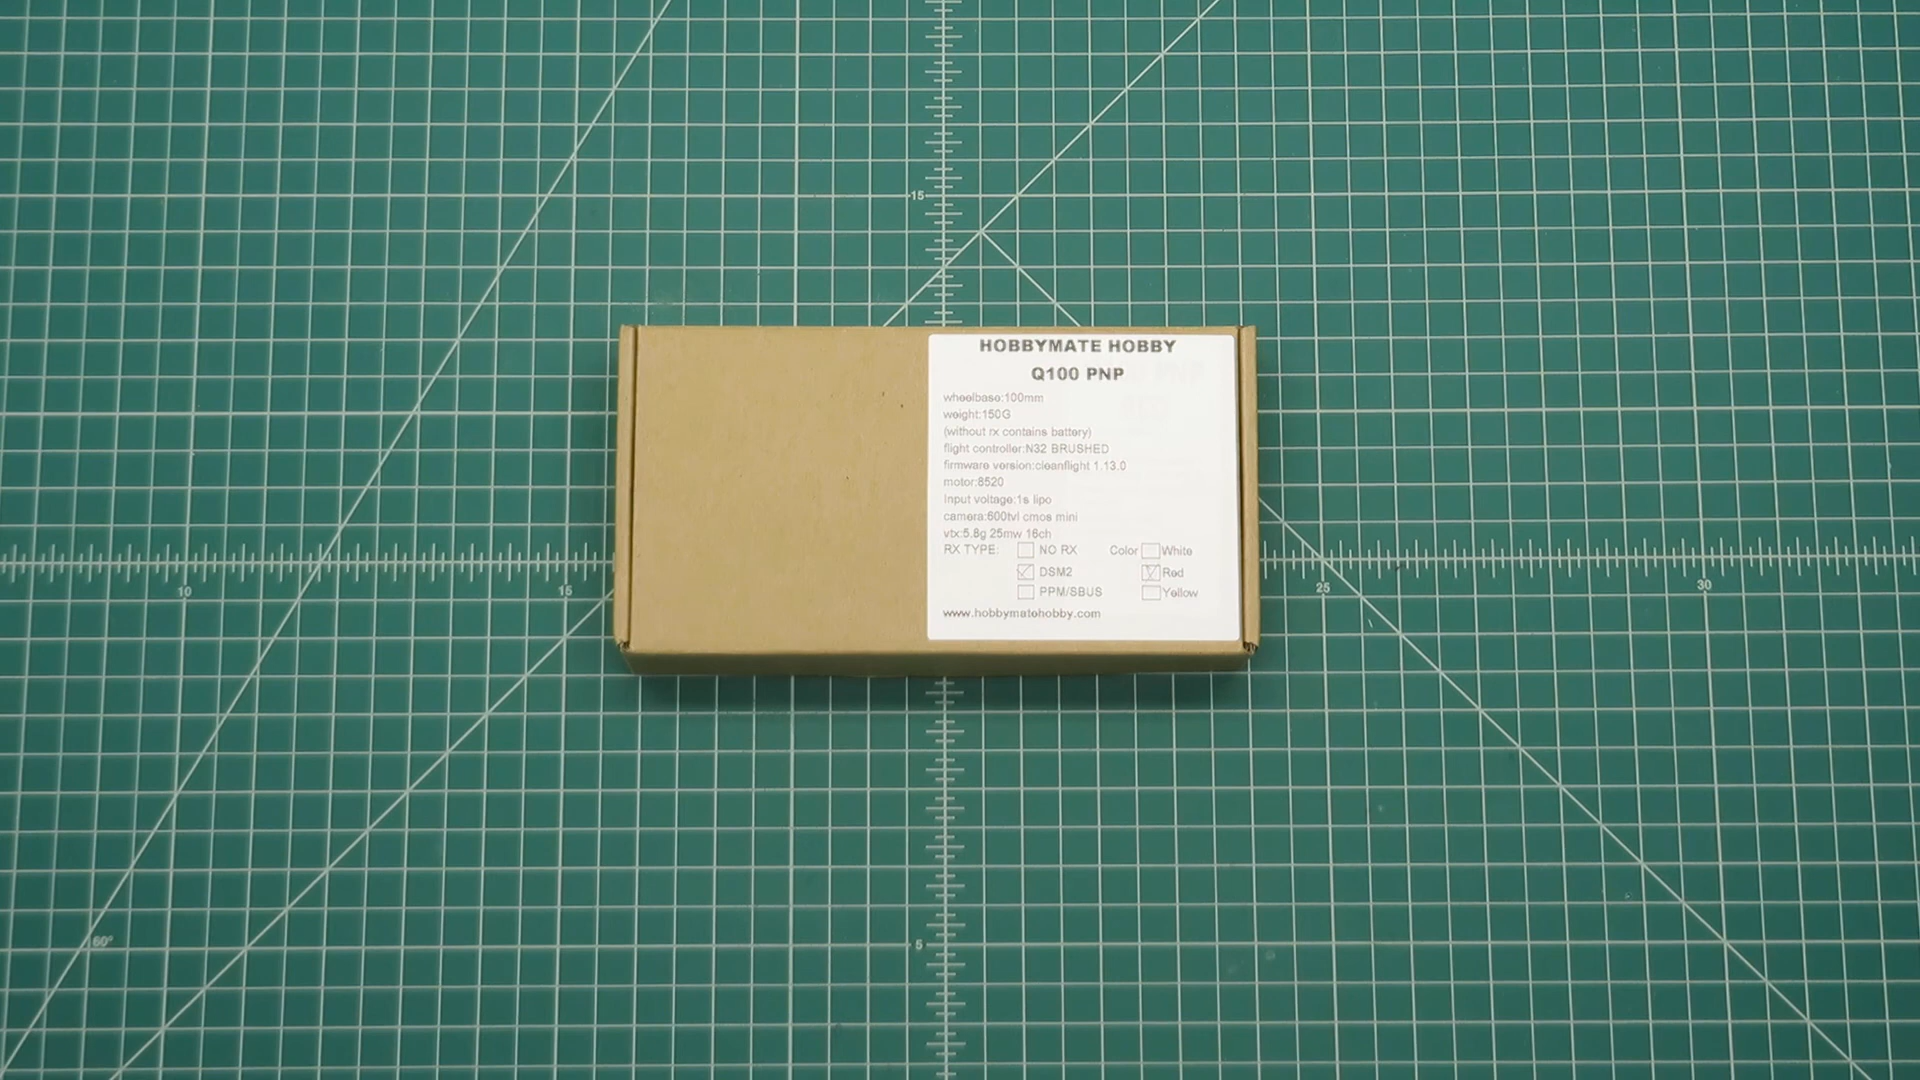 15
HOBBYMATE HOBBY
Q100 PNP
wheelbase:100mm
weight:150G
(without rx contains battery)
flight controller:N32 BRUSHED
firmware version:cleanflight 1.13.0
motor:8520
Input voltage:1s lipo
camera:600tvl cmos mini
vtx:5.8g 25mw 16ch
RX TYPE: NO RX Color White
DSM2 Red
PPM/SBUS Yellow
www.hobbymatehobby.com
10 15 25 30
60°
5